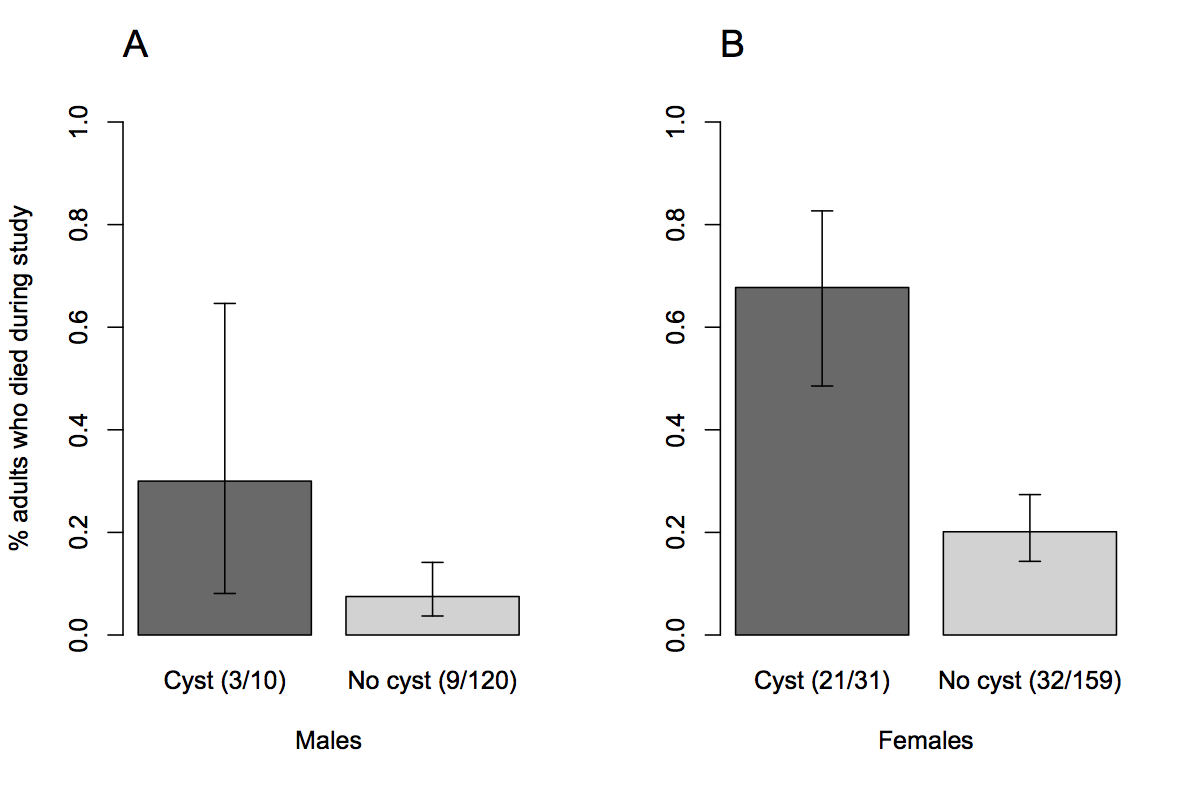 A
% adults who died during study
1.0
0.8
0.6
0.4
0.2
0.0
Cyst (3/10) No cyst (9/120)
Males
B
1.0
0.8
0.6
0.4
0.2
0.0
Cyst (21/31) No cyst (32/159)
Females